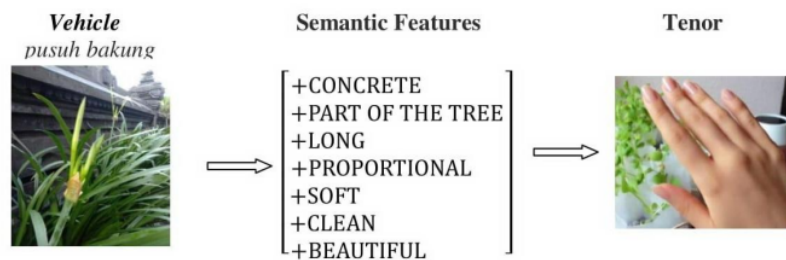 Vehicle
pusuh bakung
Semantic Features
+CONCRETE
+PART OF THE TREE
+LONG
+PROPORTIONAL
+SOFT
+CLEAN
+BEAUTIFUL
Tenor